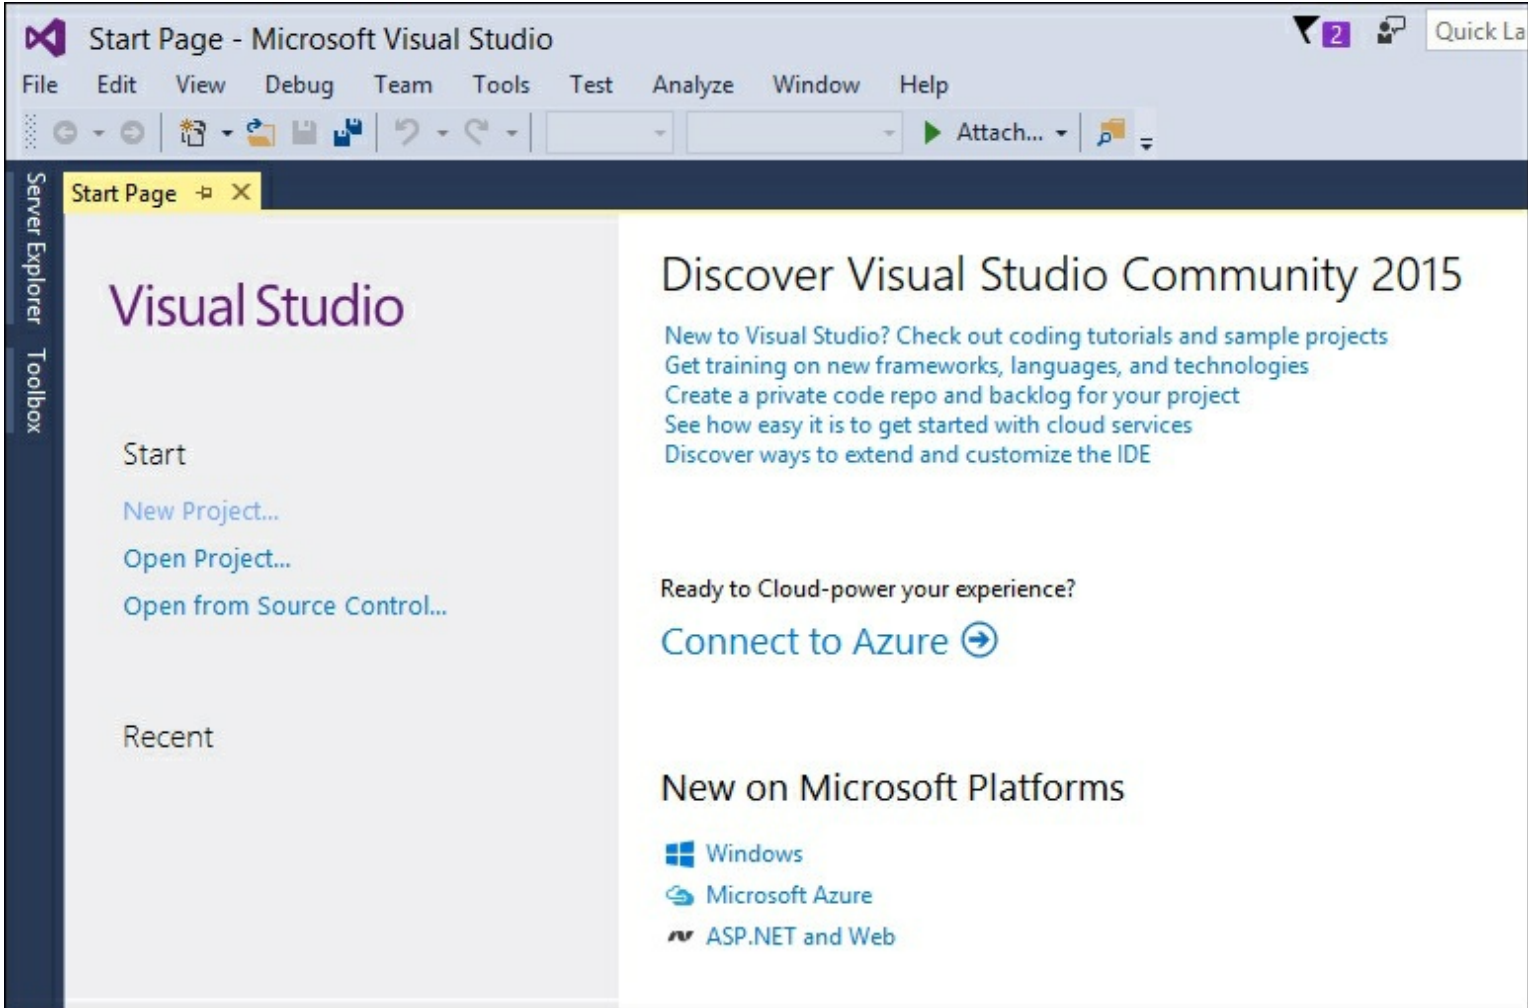 Start Page - Microsoft Visual Studio
2
Quick La
File Edit View Debug Team Tools Test Analyze Window Help
Attach...
Server Explorer
Toolbox
Start Page
Visual Studio
Start
New Project...
Open Project...
Open from Source Control...
Recent
Discover Visual Studio Community 2015
New to Visual Studio? Check out coding tutorials and sample projects
Get training on new frameworks, languages, and technologies
Create a private code repo and backlog for your project
See how easy it is to get started with cloud services
Discover ways to extend and customize the IDE
Ready to Cloud-power your experience?
Connect to Azure
New on Microsoft Platforms
Windows
Microsoft Azure
ASP.NET and Web